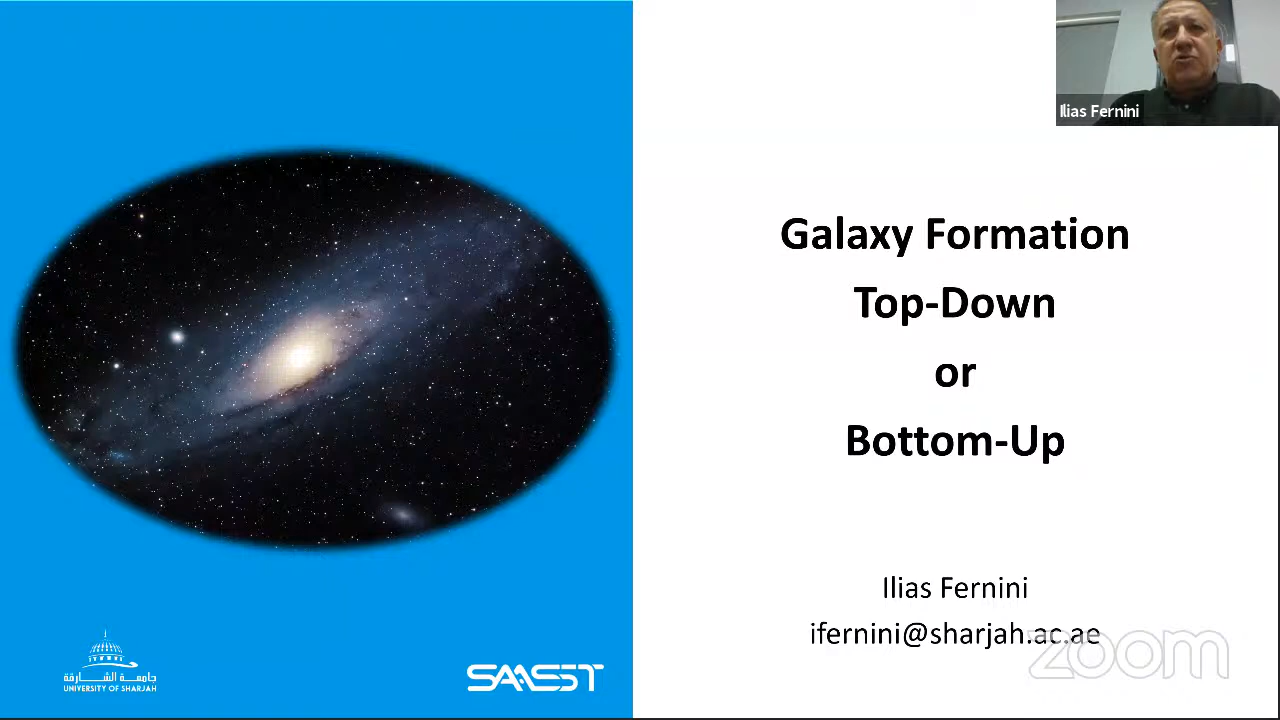 Ilias Fernini
Galaxy Formation
Top-Down
or
Bottom-Up
Ilias Fernini
ifernini@sharjah.ac.ae
zoom
جامعة الشارقة
UNIVERSITY OF SHARJAH
SAASST